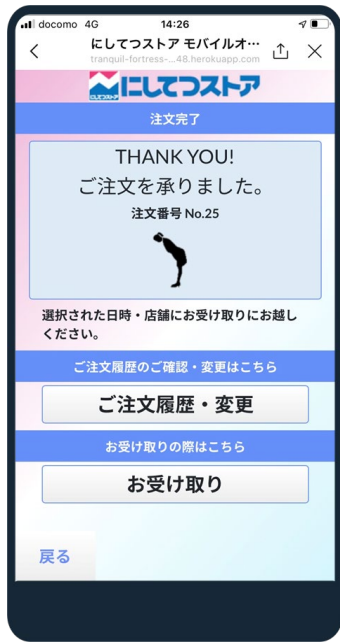 docomo 4G 14:26
にしてつストア モバイルオ…
tranquil-fortress-...48.herokuapp.com
にしてつストア
注文完了
THANK YOU!
ご注文を承りました。
注文番号 No.25
選択された日時・店舗にお受け取りにお越し
ください。
ご注文履歴のご確認・変更はこちら
ご注文履歴・変更
お受け取りの際はこちら
お受け取り
戻る